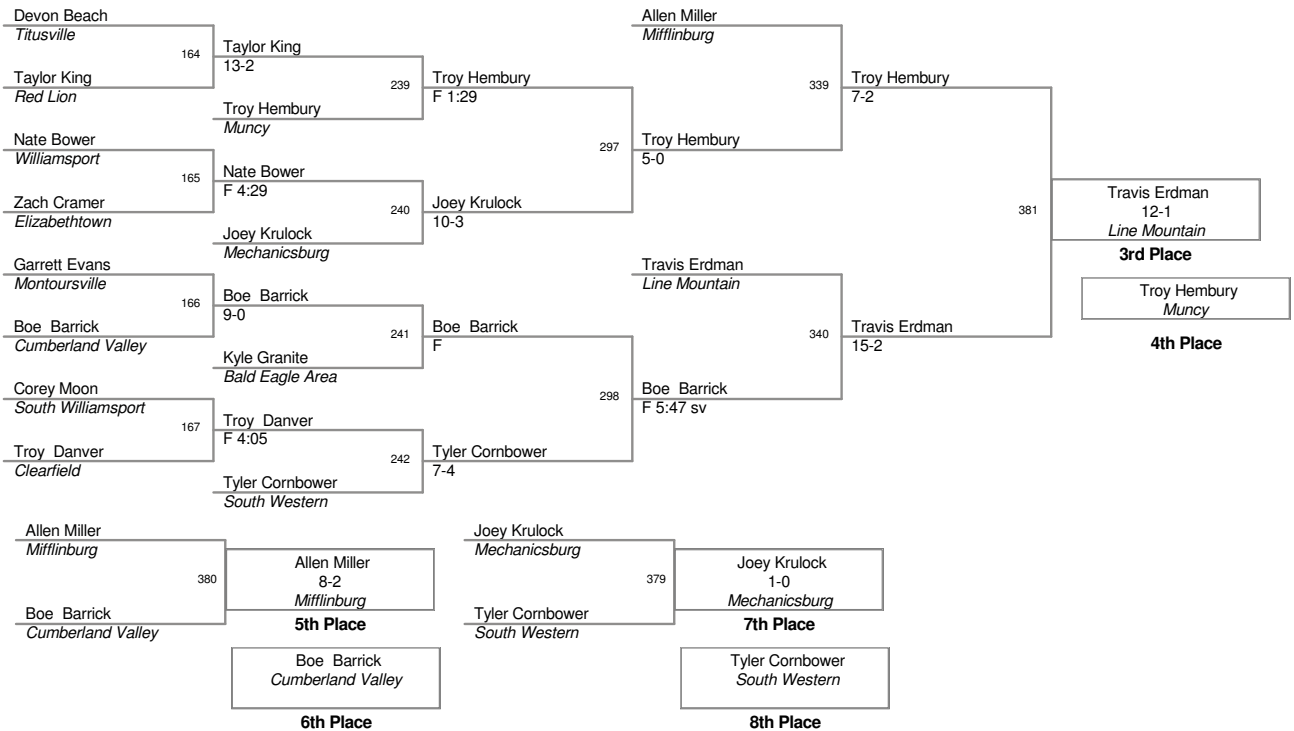 Devon Beach
Titusville
164
Taylor King
Red Lion
Taylor King
13-2
239
Troy Hembury
Muncy
Nate Bower
Williamsport
165
Zach Cramer
Elizabethtown
Nate Bower
F 4:29
240
Joey Krulock
Mechanicsburg
Garrett Evans
Montoursville
166
Boe Barrick
Cumberland Valley
Boe Barrick
9-0
241
Kyle Granite
Bald Eagle Area
Corey Moon
South Williamsport
167
Troy Danver
Clearfield
Troy Danver
F 4:05
242
Tyler Cornbower
South Western
Troy Hembury
F 1:29
297
Joey Krulock
10-3
Boe Barrick
F
298
Tyler Cornbower
7-4
Allen Miller
Mifflinburg
339
Troy Hembury
5-0
Travis Erdman
Line Mountain
340
Boe Barrick
F 5:47 sv
Troy Hembury
7-2
381
Travis Erdman
15-2
Travis Erdman
12-1
Line Mountain
3rd Place
Troy Hembury
Muncy
4th Place
Allen Miller
Mifflinburg
380
Boe Barrick
Cumberland Valley
Allen Miller
8-2
Mifflinburg
5th Place
Boe Barrick
Cumberland Valley
6th Place
Joey Krulock
Mechanicsburg
379
Tyler Cornbower
South Western
Joey Krulock
1-0
Mechanicsburg
7th Place
Tyler Cornbower
South Western
8th Place